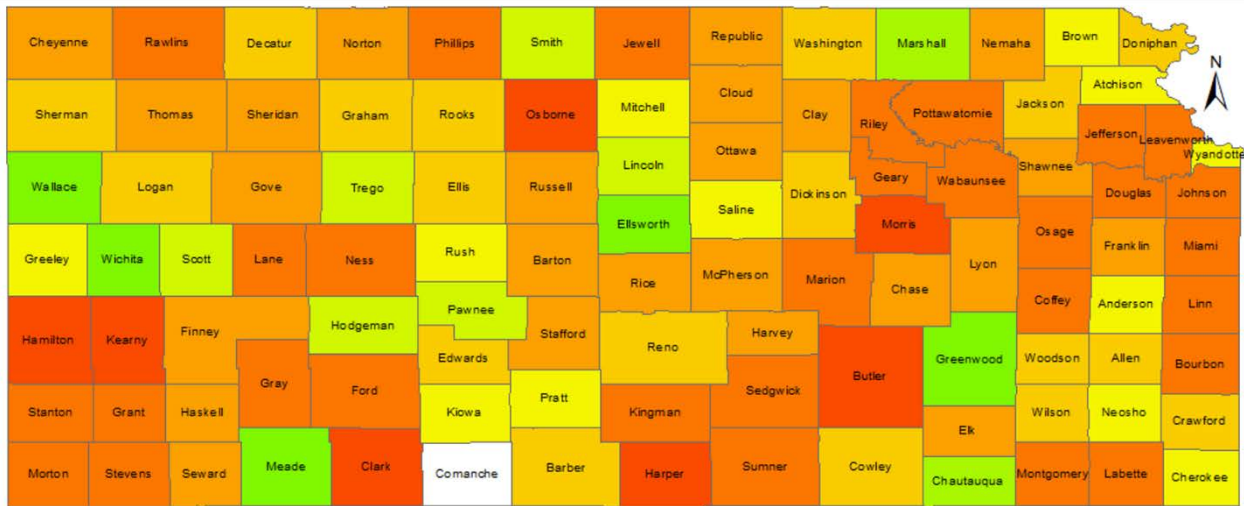 Cheyenne Rawlins Decatur Norton Phillips Smith Jewell Republic Washington Marshall Nemaha Brown Doniphan
N
Sherman Thomas Sheridan Graham Rooks Osborne Mitchell Cloud Clay Riley Pottawatomie Jackson Atchison
Jefferson Leavenworth Wyandotte
Wallace Logan Gove Trego Ellis Russell Lincoln Ottawa Dickinson Geary Wabaunsee Shawnee Douglas Johnson
Greeley Wichita Scott Lane Ness Rush Barton Ellsworth Saline Morris Osage Franklin Miami
Rice McPherson Marion Chase Lyon Coffey Anderson Linn
Hamilton Kearny Finney Hodgeman Pawnee Stafford Reno Harvey Butler Greenwood Woodson Allen Bourbon
Gray Ford Edwards
Stanton Grant Haskell Kiowa Pratt Kingman Sedgwick Elk Wilson Neosho Crawford
Morton Stevens Seward Meade Clark Comanche Barber Harper Sumner Cowley Chautauqua Montgomery Labette Cherokee